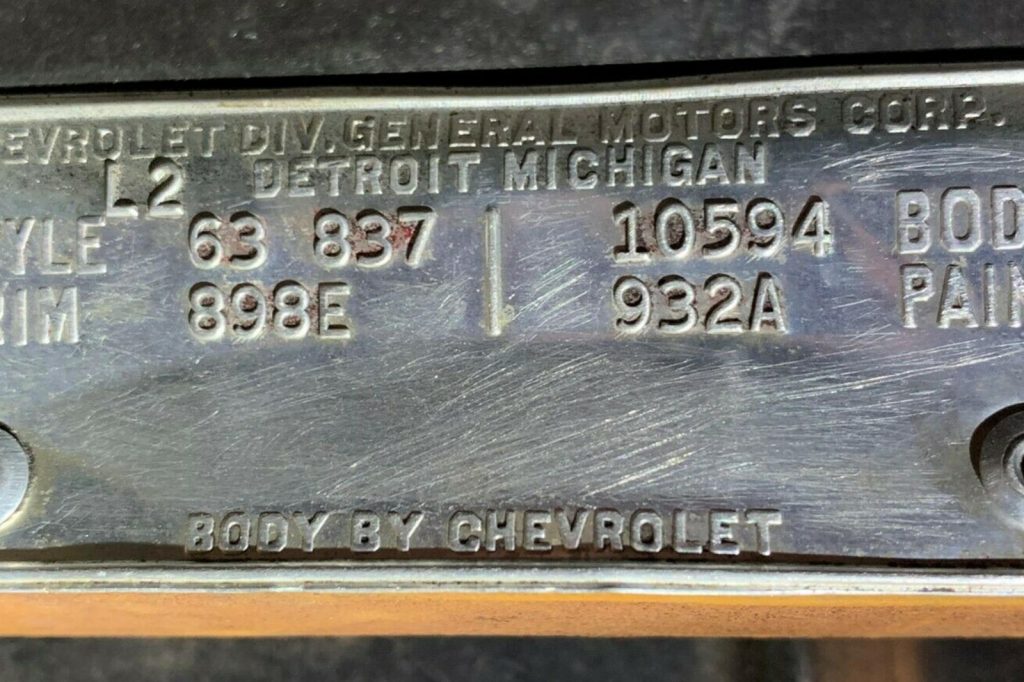 EVROLET DIV. GENERAL MOTORS CORP.
L2 DETROIT MICHIGAN
YLE 63 837 10594 BOD
RIM 898E 932A PAIN
BODY BY CHEVROLET